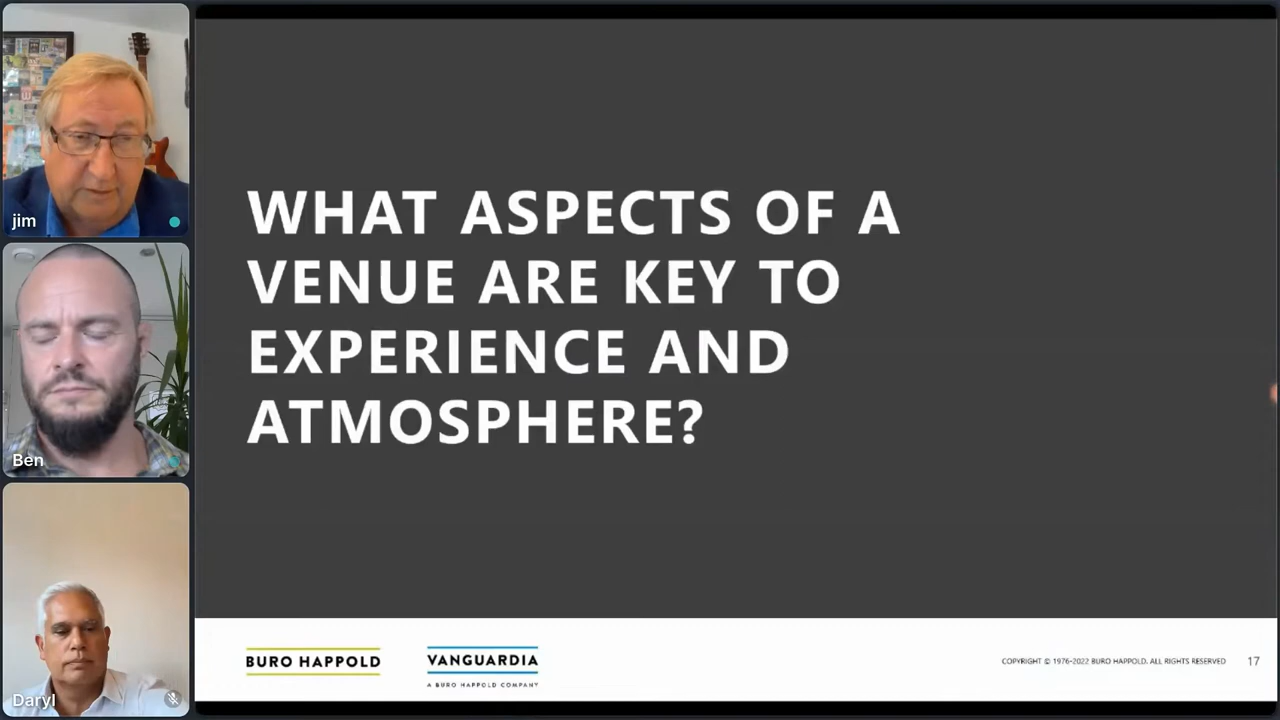 jim
Ben
Daryl
WHAT ASPECTS OF A
VENUE ARE KEY TO
EXPERIENCE AND
ATMOSPHERE?
BURO HAPPOLD
VANGUARDIA
A BURO HAPPOLD COMPANY
COPYRIGHT © 1976-2022 BURO HAPPOLD. ALL RIGHTS RESERVED
17